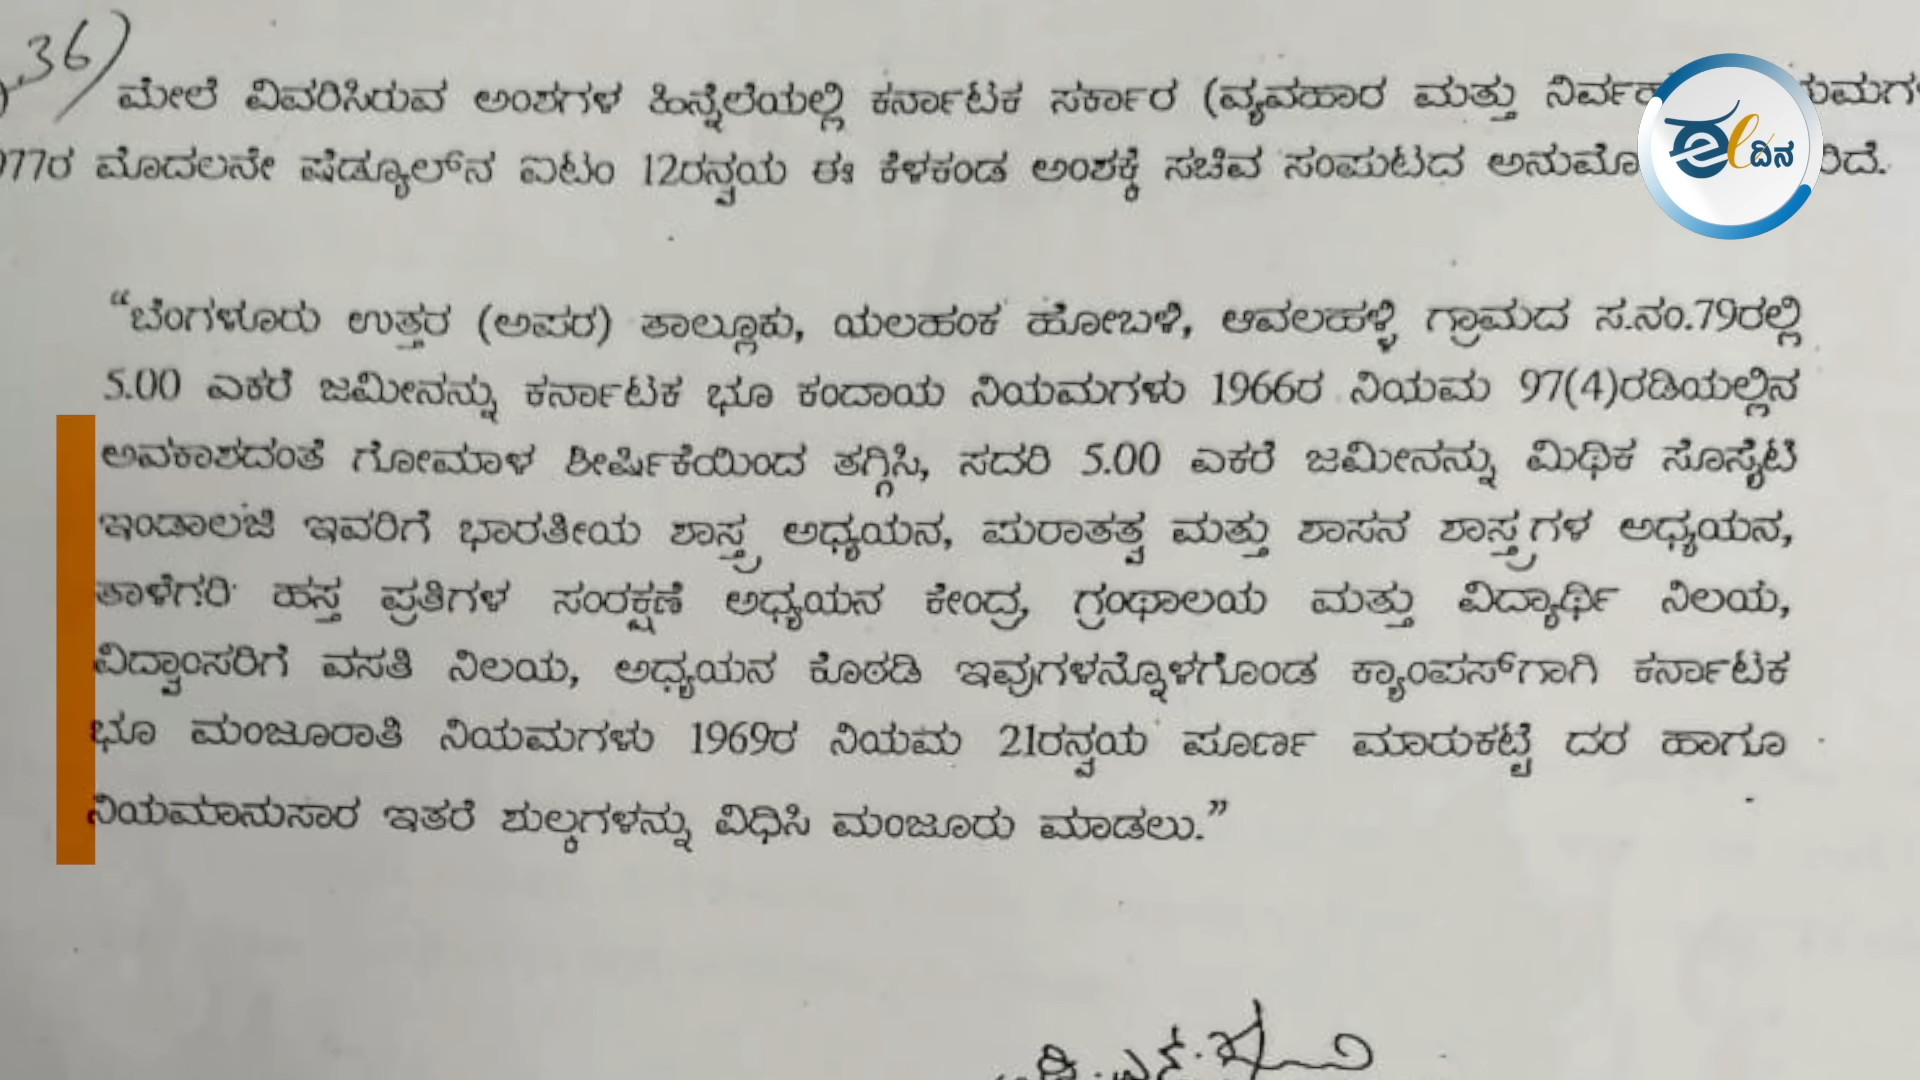 36)
ಮೇಲೆ ವಿವರಿಸಿರುವ ಅಂಶಗಳ ಹಿನ್ನೆಲೆಯಲ್ಲಿ ಕರ್ನಾಟಕ ಸರ್ಕಾರ (ವ್ಯವಹಾರ ಮತ್ತು
077ರ ಮೊದಲನೇ ಷೆಡ್ಯೂಲ್‌ನ ಐಟಂ 12ರನ್ವಯ ಈ ಕೆಳಕಂಡ ಅಂಶಕ್ಕೆ ಸಚಿವ ಸಂಪುಟದ
el ದಿನ
“ಬೆಂಗಳೂರು ಉತ್ತರ (ಅಪರ) ತಾಲ್ಲೂಕು, ಯಲಹಂಕ ಹೋಬಳಿ, ಆವಲಹಳ್ಳಿ ಗ್ರಾಮದ ಸ.ನಂ.79ರಲ್ಲಿ
5.00 ಎಕರೆ ಜಮೀನನ್ನು ಕರ್ನಾಟಕ ಭೂ ಕಂದಾಯ ನಿಯಮಗಳು 1966ರ ನಿಯಮ 97(4)ರಡಿಯಲ್ಲಿನ
ಅವಕಾಶದಂತೆ ಗೋಮಾಳ ಶೀರ್ಷಿಕೆಯಿಂದ ತಗ್ಗಿಸಿ, ಸದರಿ 5.00 ಎಕರೆ ಜಮೀನನ್ನು ಮಿಥಿಕ ಸೊಸೈಟಿ
ಇಂಡಾಲಜಿ ಇವರಿಗೆ ಭಾರತೀಯ ಶಾಸ್ತ್ರ ಅಧ್ಯಯನ, ಪುರಾತತ್ವ ಮತ್ತು ಶಾಸನ ಶಾಸ್ತ್ರಗಳ ಅಧ್ಯಯನ,
ತಾಳೆಗರಿ ಹಸ್ತ ಪ್ರತಿಗಳ ಸಂರಕ್ಷಣೆ ಅಧ್ಯಯನ ಕೇಂದ್ರ, ಗ್ರಂಥಾಲಯ ಮತ್ತು ವಿದ್ಯಾರ್ಥಿ ನಿಲಯ,
ವಿದ್ವಾಂಸರಿಗೆ ವಸತಿ ನಿಲಯ, ಅಧ್ಯಯನ ಕೊಠಡಿ ಇವುಗಳನ್ನೊಳಗೊಂಡ ಕ್ಯಾಂಪಸ್‌ಗಾಗಿ ಕರ್ನಾಟಕ
ಭೂ ಮಂಜೂರಾತಿ ನಿಯಮಗಳು 1969ರ ನಿಯಮ 21ರನ್ವಯ ಪೂರ್ಣ ಮಾರುಕಟ್ಟೆ ದರ ಹಾಗೂ
ನಿಯಮಾನುಸಾರ ಇತರೆ ಶುಲ್ಕಗಳನ್ನು ವಿಧಿಸಿ ಮಂಜೂರು ಮಾಡಲು.”